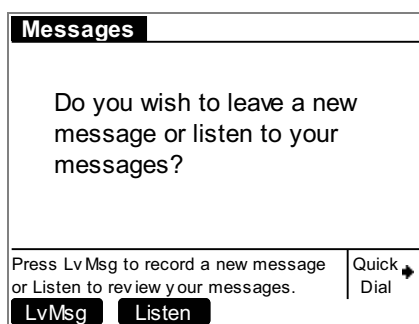 Messages
Do you wish to leave a new
message or listen to your
messages?
Press LvMsg to record a new message
or Listen to review your messages.
Quick
Dial
LvMsg
Listen